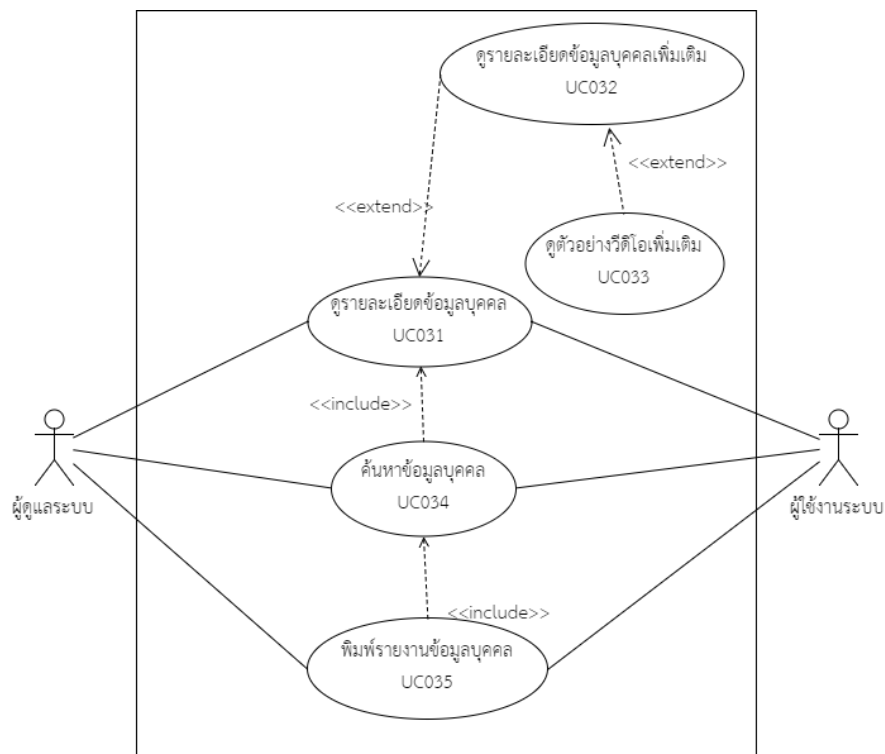 ดูรายละเอียดข้อมูลบุคคลเพิ่มเติม
UC032
<<extend>>
<<extend>>
ดูตัวอย่างวีดิโอเพิ่มเติม
UC033
ดูรายละเอียดข้อมูลบุคคล
UC031
<<include>>
ค้นหาข้อมูลบุคคล
UC034
ผู้ดูแลระบบ
ผู้ใช้งานระบบ
<<include>>
พิมพ์รายงานข้อมูลบุคคล
UC035